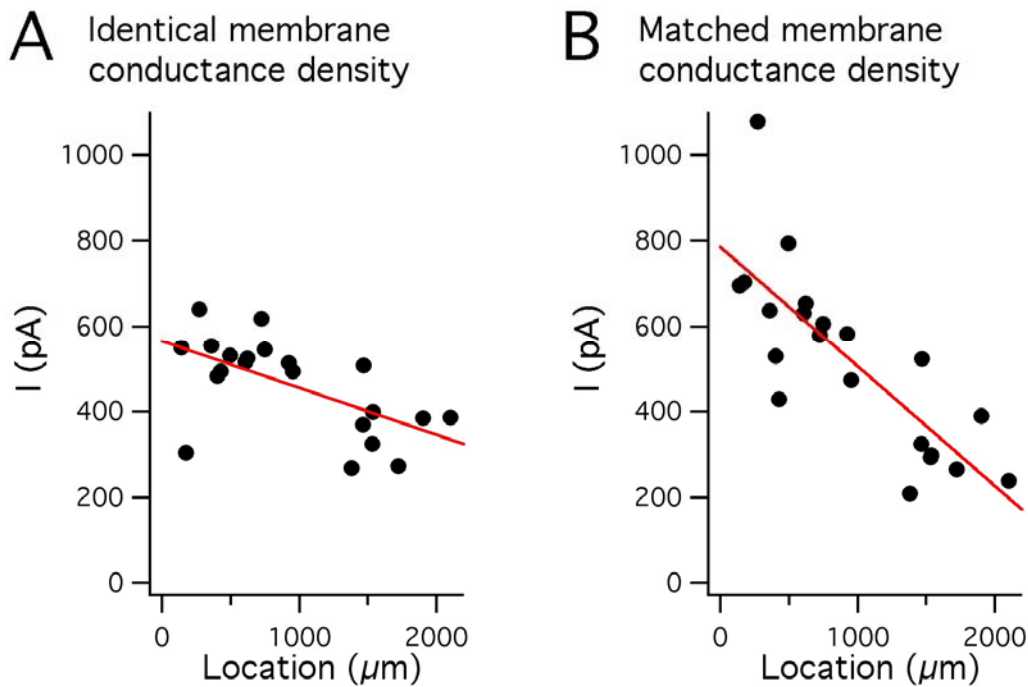 A
Identical membrane
conductance density
1000
800
600
400
200
0
I (pA)
0 1000 2000
Location (µm)
B
Matched membrane
conductance density
1000
800
600
400
200
0
I (pA)
0 1000 2000
Location (µm)